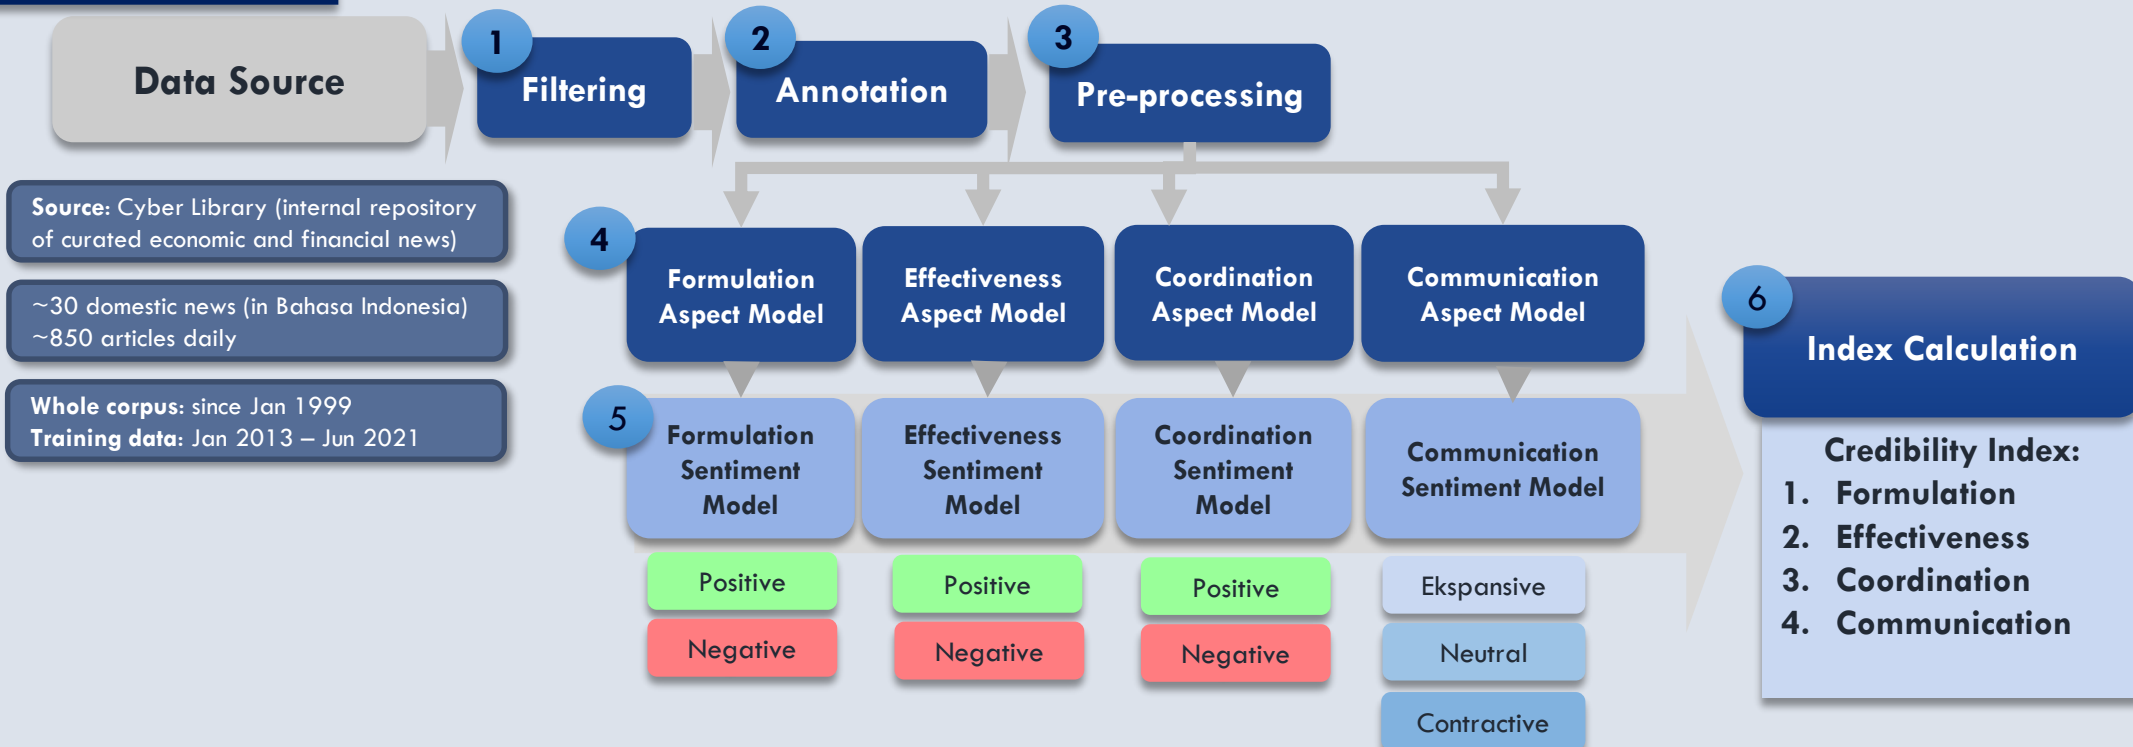 Data Source
1
Filtering
2
Annotation
3
Pre-processing
Source: Cyber Library (internal repository
of curated economic and financial news)
~30 domestic news (in Bahasa Indonesia)
~850 articles daily
Whole corpus: since Jan 1999
Training data: Jan 2013 – Jun 2021
4
Formulation
Aspect Model
Effectiveness
Aspect Model
Coordination
Aspect Model
Communication
Aspect Model
5
Formulation
Sentiment
Model
Effectiveness
Sentiment
Model
Coordination
Sentiment
Model
Communication
Sentiment Model
Positive
Negative
Positive
Negative
Positive
Negative
Ekspansive
Neutral
Contractive
6
Index Calculation
Credibility Index:
1. Formulation
2. Effectiveness
3. Coordination
4. Communication